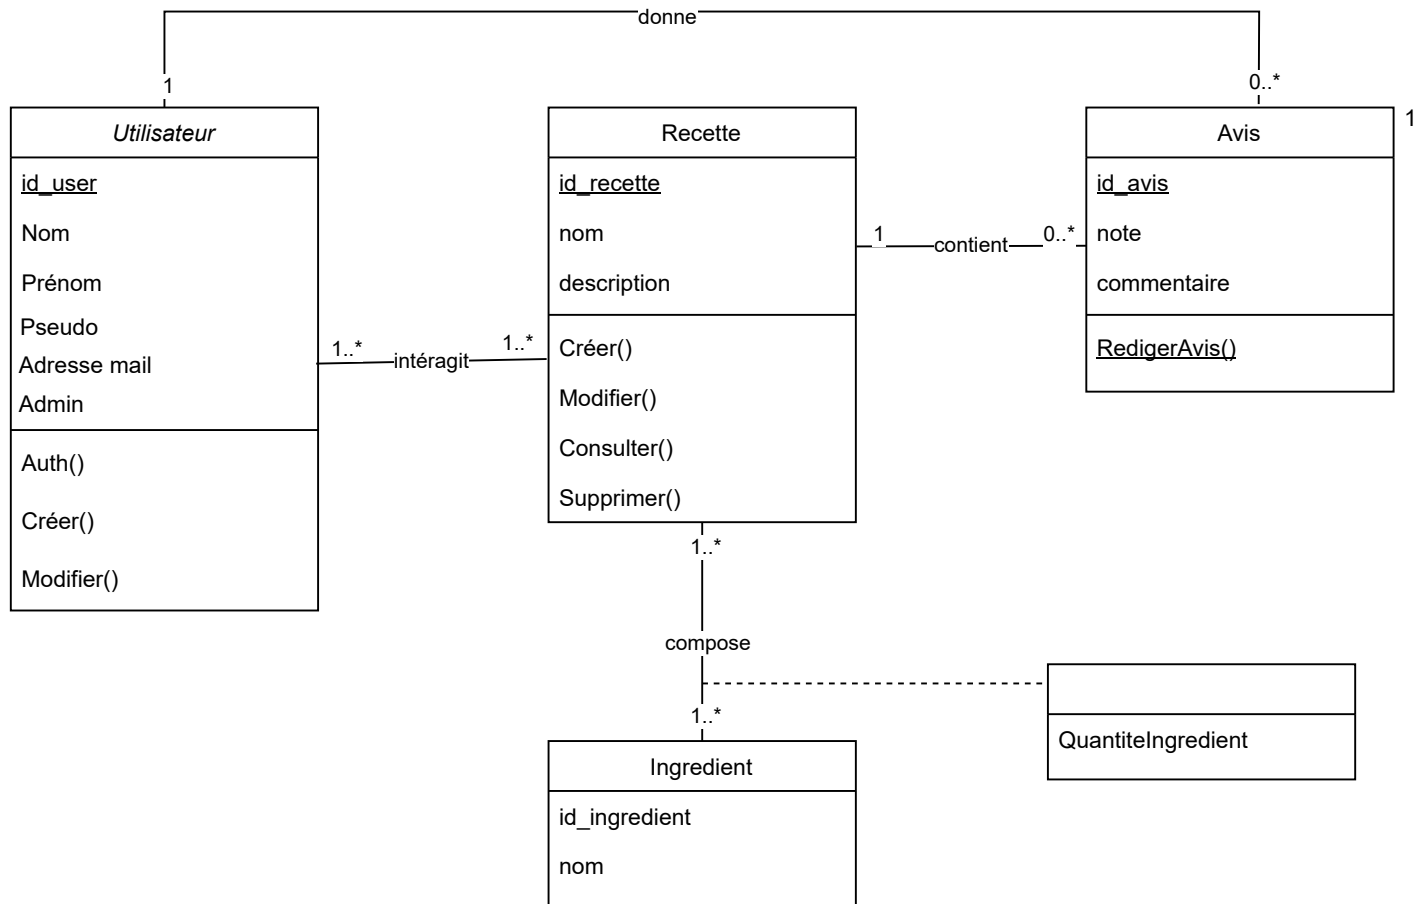 donne
1
0..*
Utilisateur
id_user
Nom
Prénom
Pseudo
Adresse mail
Admin
Auth()
Créer()
Modifier()
1..*
intéragit
1..*
Recette
id_recette
nom
description
Créer()
Modifier()
Consulter()
Supprimer()
1
contient
0..*
Avis
1
id_avis
note
commentaire
RedigerAvis()
1..*
compose
1..*
QuantiteIngredient
Ingredient
id_ingredient
nom